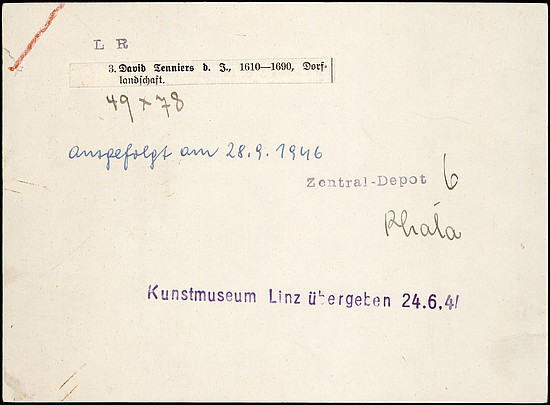 L R
3. David Tenniers d. J., 1610—1690, Dorf-
landschaft.
49 x 78
ausgefolgt am 28.9.1946
Zentral-Depot 6
Khala
Kunstmuseum Linz übergeben 24.6.41